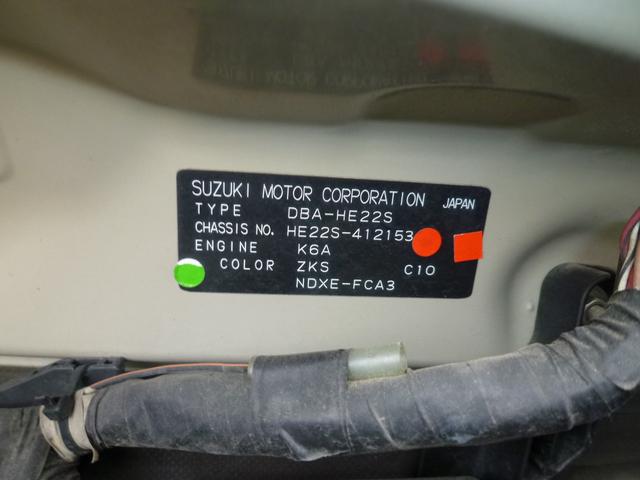 SUZUKI MOTOR CORPORATION JAPAN
TYPE DBA-HE22S
CHASSIS NO. HE22S-412153
ENGINE K6A
COLOR ZKS C10
NDXE-FCA3